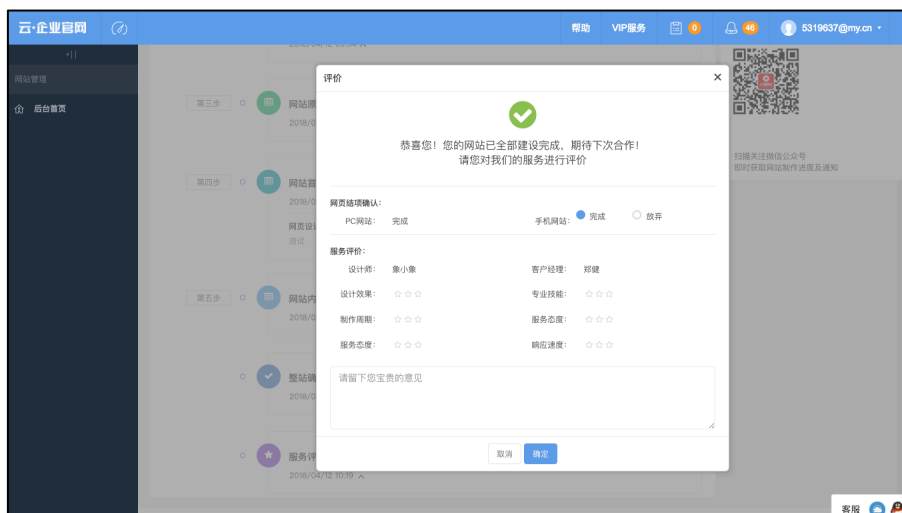 云·企业官网
帮助
VIP服务
0
46
5319637@my.cn
网站管理
后台首页
第三步
网站原
2018/0
第四步
网站首
2018/0
网页设计
测试
第五步
网站内
2018/0
整站确
2018/0
服务评
2018/04/12 10:19
评价
×
恭喜您！您的网站已全部建设完成，期待下次合作！
请您对我们的服务进行评价
网页结项确认：
PC网站： 完成
手机网站： 完成 放弃
服务评价：
设计师： 象小象
客户经理： 郑健
设计效果：
专业技能：
制作周期：
服务态度：
服务态度：
响应速度：
请留下您宝贵的意见
取消
确定
扫描关注微信公众号
即时获取网站制作进度及通知
客服